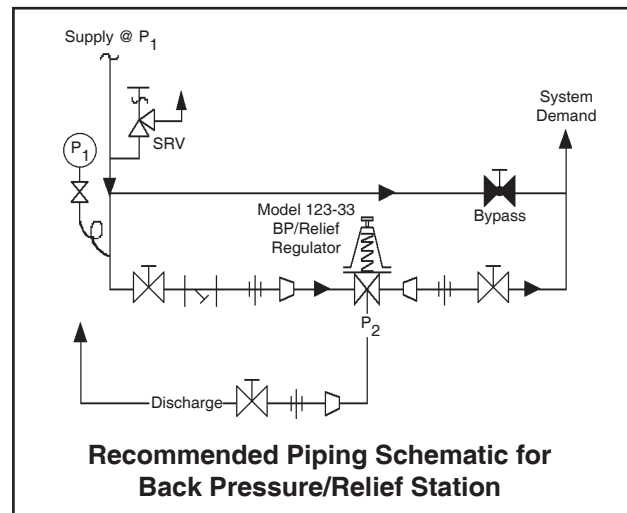 Supply @ P1
SRV
P1
System
Demand
Bypass
Model 123-33
BP/Relief
Regulator
P2
Discharge
Recommended Piping Schematic for
Back Pressure/Relief Station